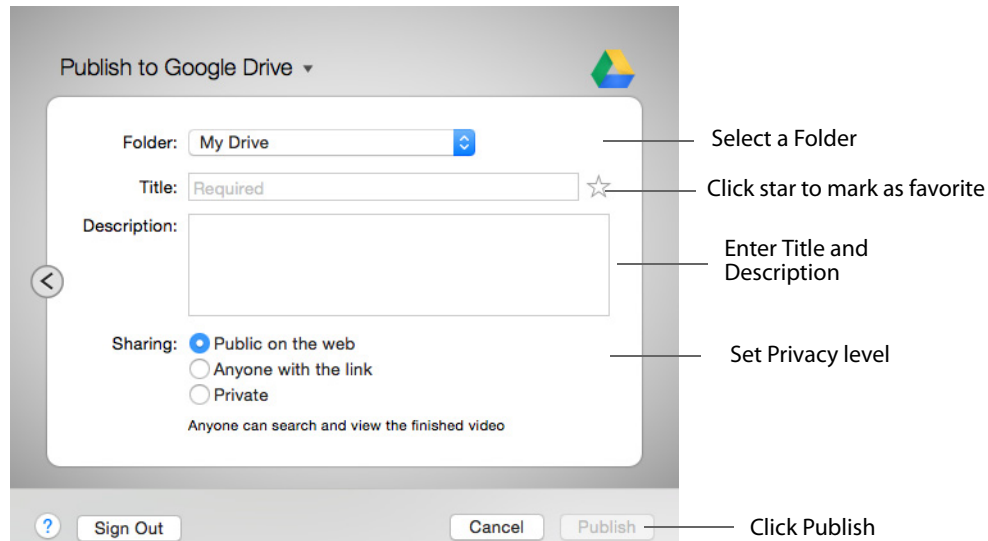 Publish to Google Drive
Folder: My Drive
Select a Folder
Title: Required
Click star to mark as favorite
Description:
Enter Title and
Description
Sharing: Public on the web
Anyone with the link
Private
Set Privacy level
Anyone can search and view the finished video
? Sign Out Cancel Publish
Click Publish